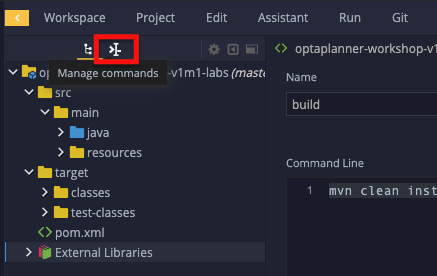 Workspace Project Edit Assistant Run Git
optaplanner-workshop-v1
op -v1m1-labs (maste
Manage commands
Name
src
build
main
java
resources
Command Line
target
1 mvn clean inst
classes
test-classes
pom.xml
External Libraries